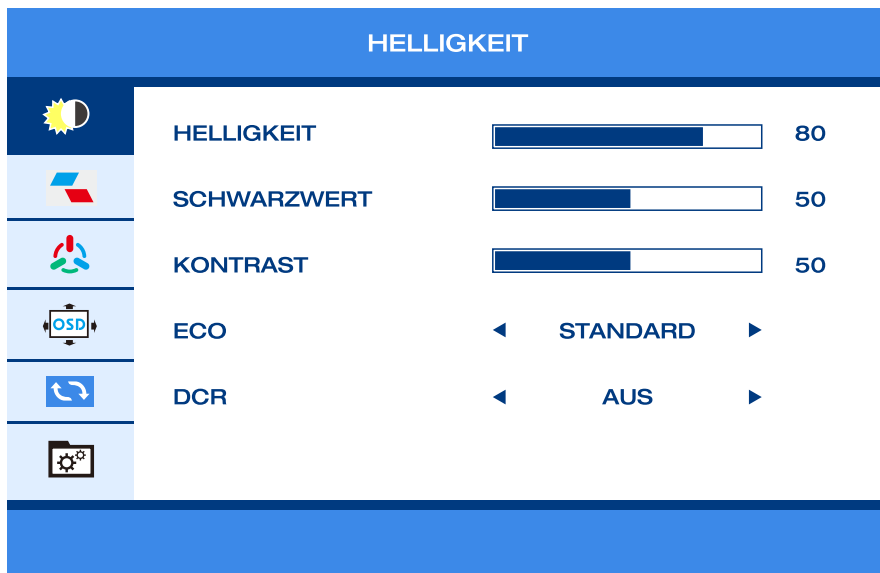 HELLIGKEIT
HELLIGKEIT 80
SCHWARZWERT 50
KONTRAST 50
OSD
ECO STANDARD
DCR AUS